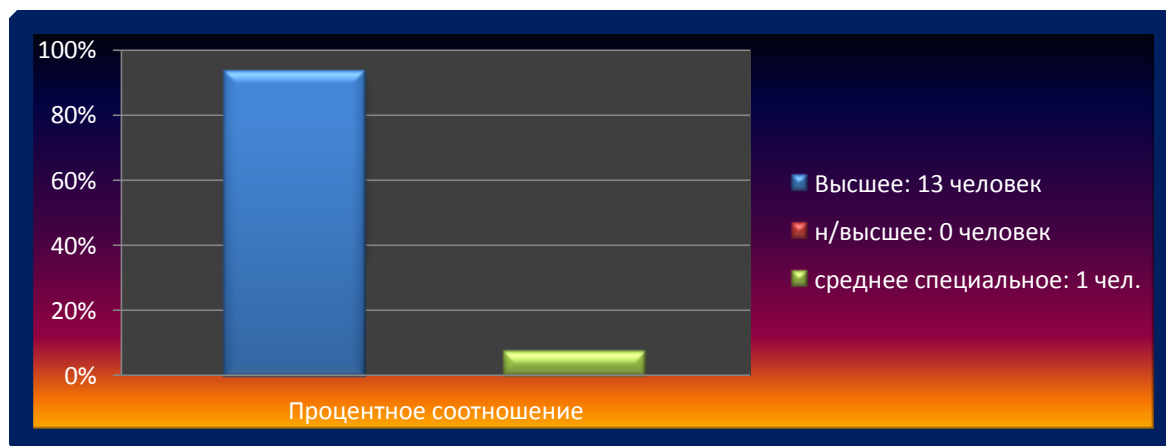 100%
80%
60%
40%
20%
0%
Процентное соотношение
Высшее: 13 человек
н/высшее: 0 человек
среднее специальное: 1 чел.